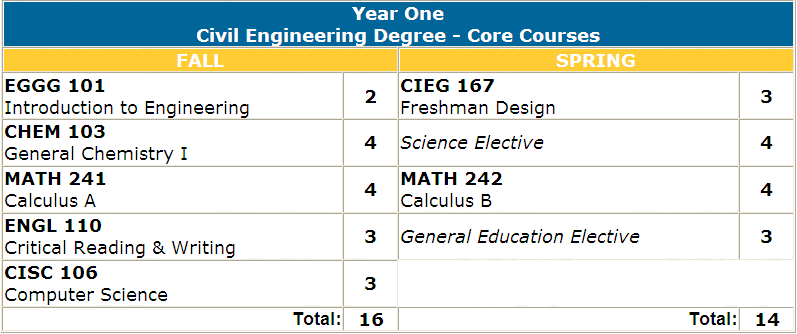 Year One
Civil Engineering Degree - Core Courses
FALL SPRING
EGGG 101
Introduction to Engineering 2
CIEG 167
Freshman Design 3
CHEM 103
General Chemistry I 4
Science Elective 4
MATH 241
Calculus A 4
MATH 242
Calculus B 4
ENGL 110
Critical Reading & Writing 3
General Education Elective 3
CISC 106
Computer Science 3
Total: 16 Total: 14